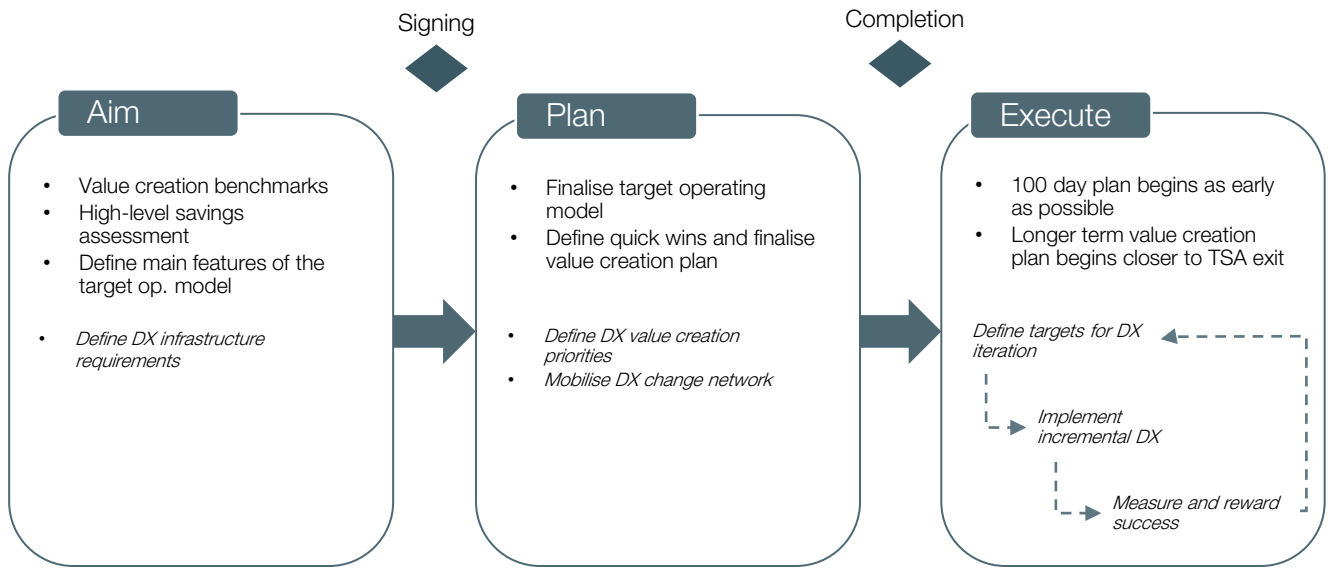 Signing
Completion
Aim
• Value creation benchmarks
• High-level savings
assessment
• Define main features of the
target op. model
• Define DX infrastructure
requirements
Plan
• Finalise target operating
model
• Define quick wins and finalise
value creation plan
• Define DX value creation
priorities
• Mobilise DX change network
Execute
• 100 day plan begins as early
as possible
• Longer term value creation
plan begins closer to TSA exit
Define targets for DX
iteration
Implement
incremental DX
Measure and reward
success